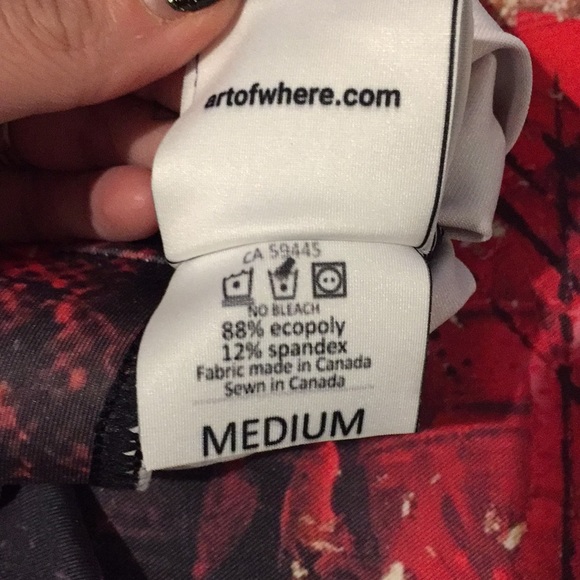 artofwhere.com
CA 59445
NO BLEACH
88% ecopoly
12% spandex
Fabric made in Canada
Sewn in Canada
MEDIUM